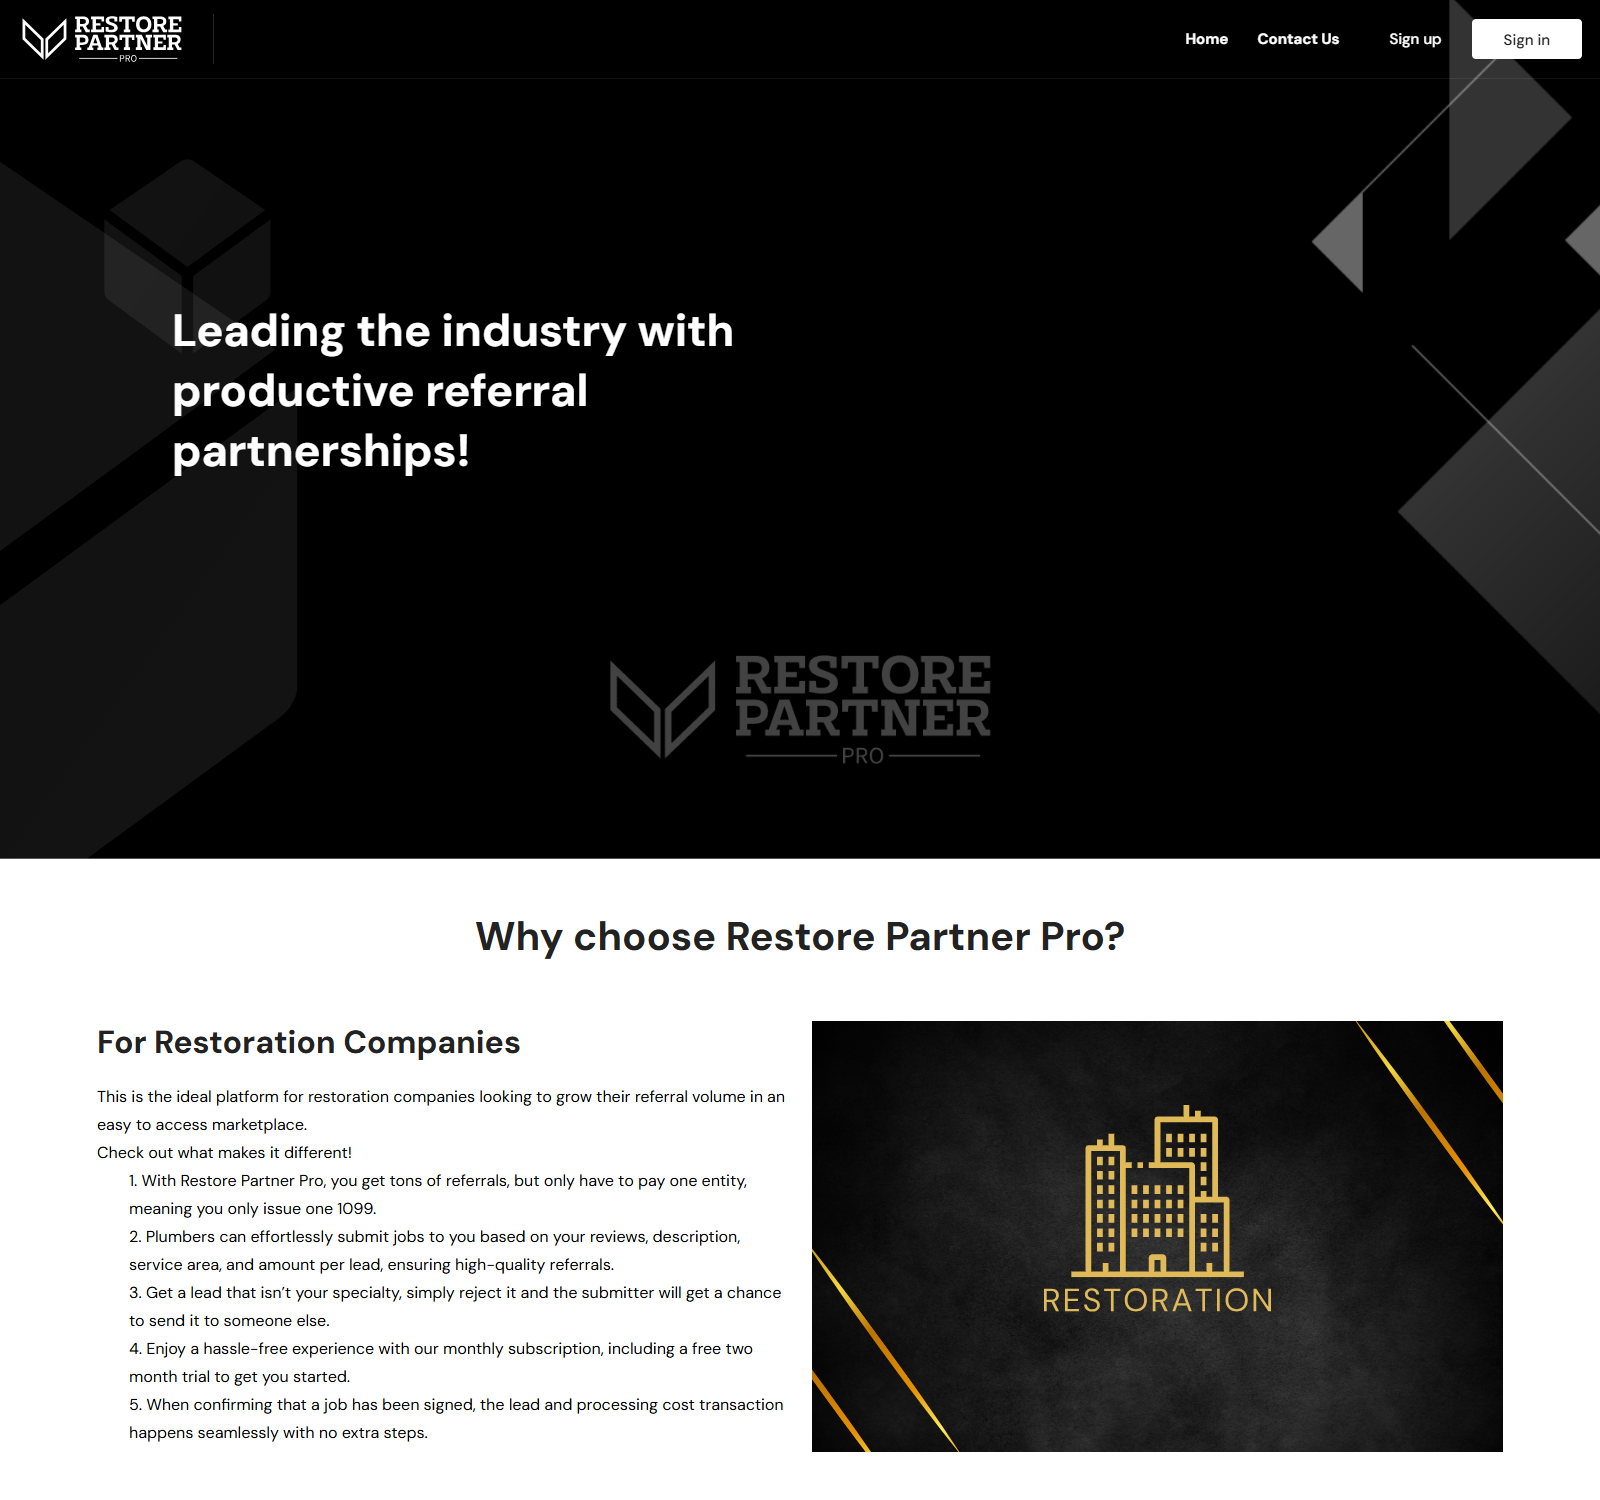 RESTORE
PARTNER
PRO
Home
Contact Us
Sign up
Sign in
Leading the industry with
productive referral
partnerships!
RESTORE
PARTNER
PRO
Why choose Restore Partner Pro?
For Restoration Companies
This is the ideal platform for restoration companies looking to grow their referral volume in an
easy to access marketplace.
Check out what makes it different!
1. With Restore Partner Pro, you get tons of referrals, but only have to pay one entity,
meaning you only issue one 1099.
2. Plumbers can effortlessly submit jobs to you based on your reviews, description,
service area, and amount per lead, ensuring high-quality referrals.
3. Get a lead that isn’t your specialty, simply reject it and the submitter will get a chance
to send it to someone else.
4. Enjoy a hassle-free experience with our monthly subscription, including a free two
month trial to get you started.
5. When confirming that a job has been signed, the lead and processing cost transaction
happens seamlessly with no extra steps.
RESTORATION